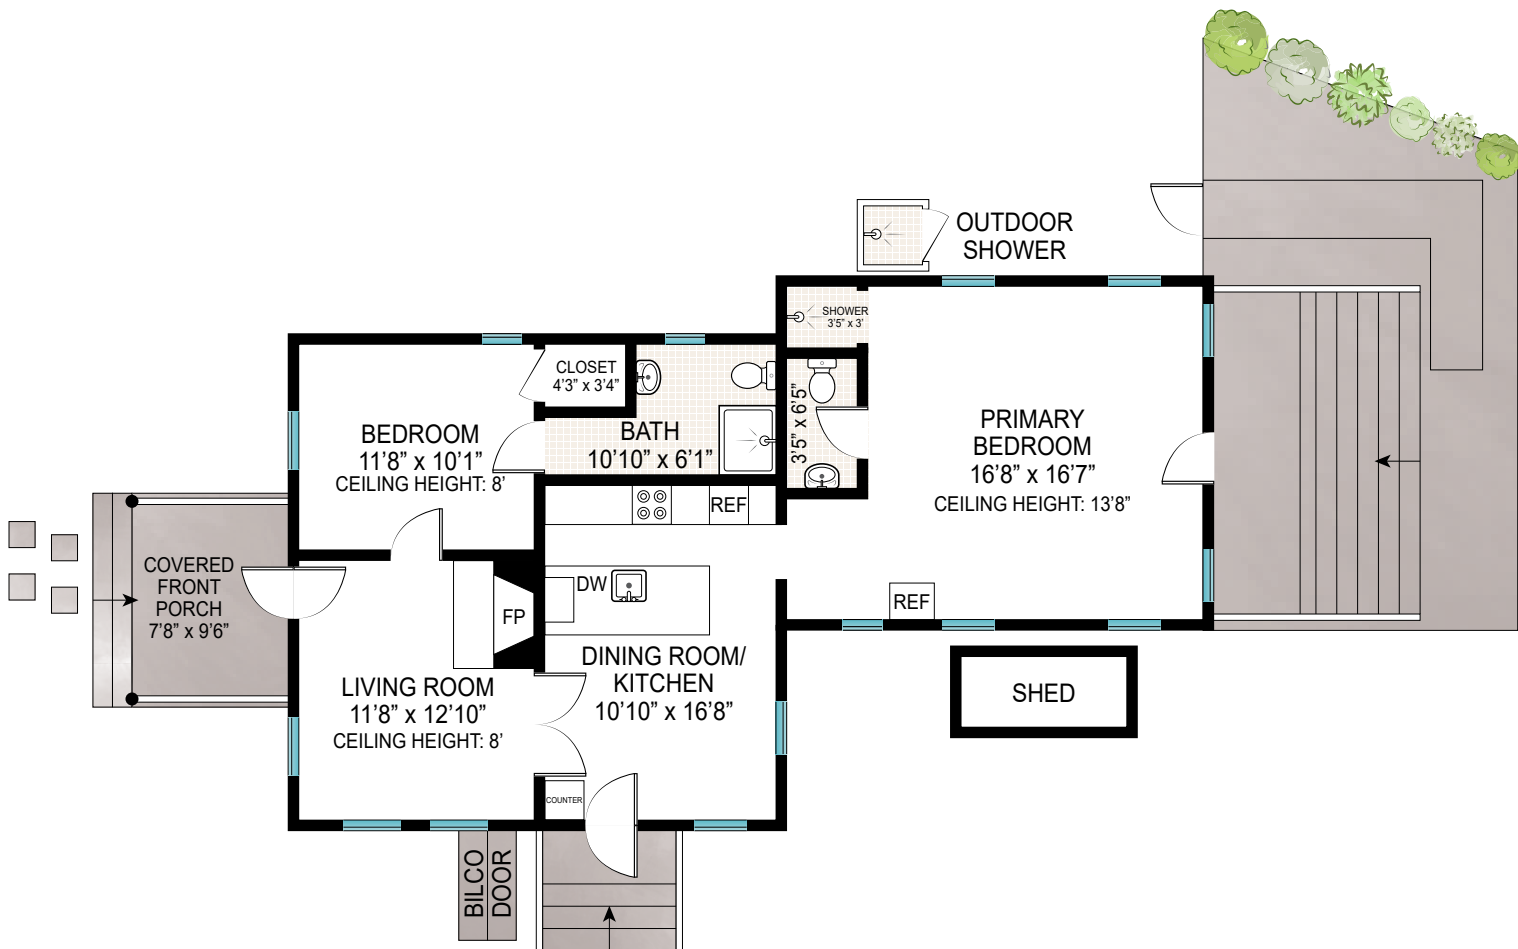 OUTDOOR
SHOWER
SHOWER
3'5" x 3'
CLOSET
4'3" x 3'4"
BEDROOM
11'8" x 10'1"
CEILING HEIGHT: 8'
BATH
10'10" x 6'1"
3'5" x 6'5"
PRIMARY
BEDROOM
16'8" x 16'7"
CEILING HEIGHT: 13'8"
REF
COVERED
FRONT
PORCH
7'8" x 9'6"
DW
FP
REF
DINING ROOM/
KITCHEN
10'10" x 16'8"
LIVING ROOM
11'8" x 12'10"
CEILING HEIGHT: 8'
SHED
COUNTER
BILCO
DOOR